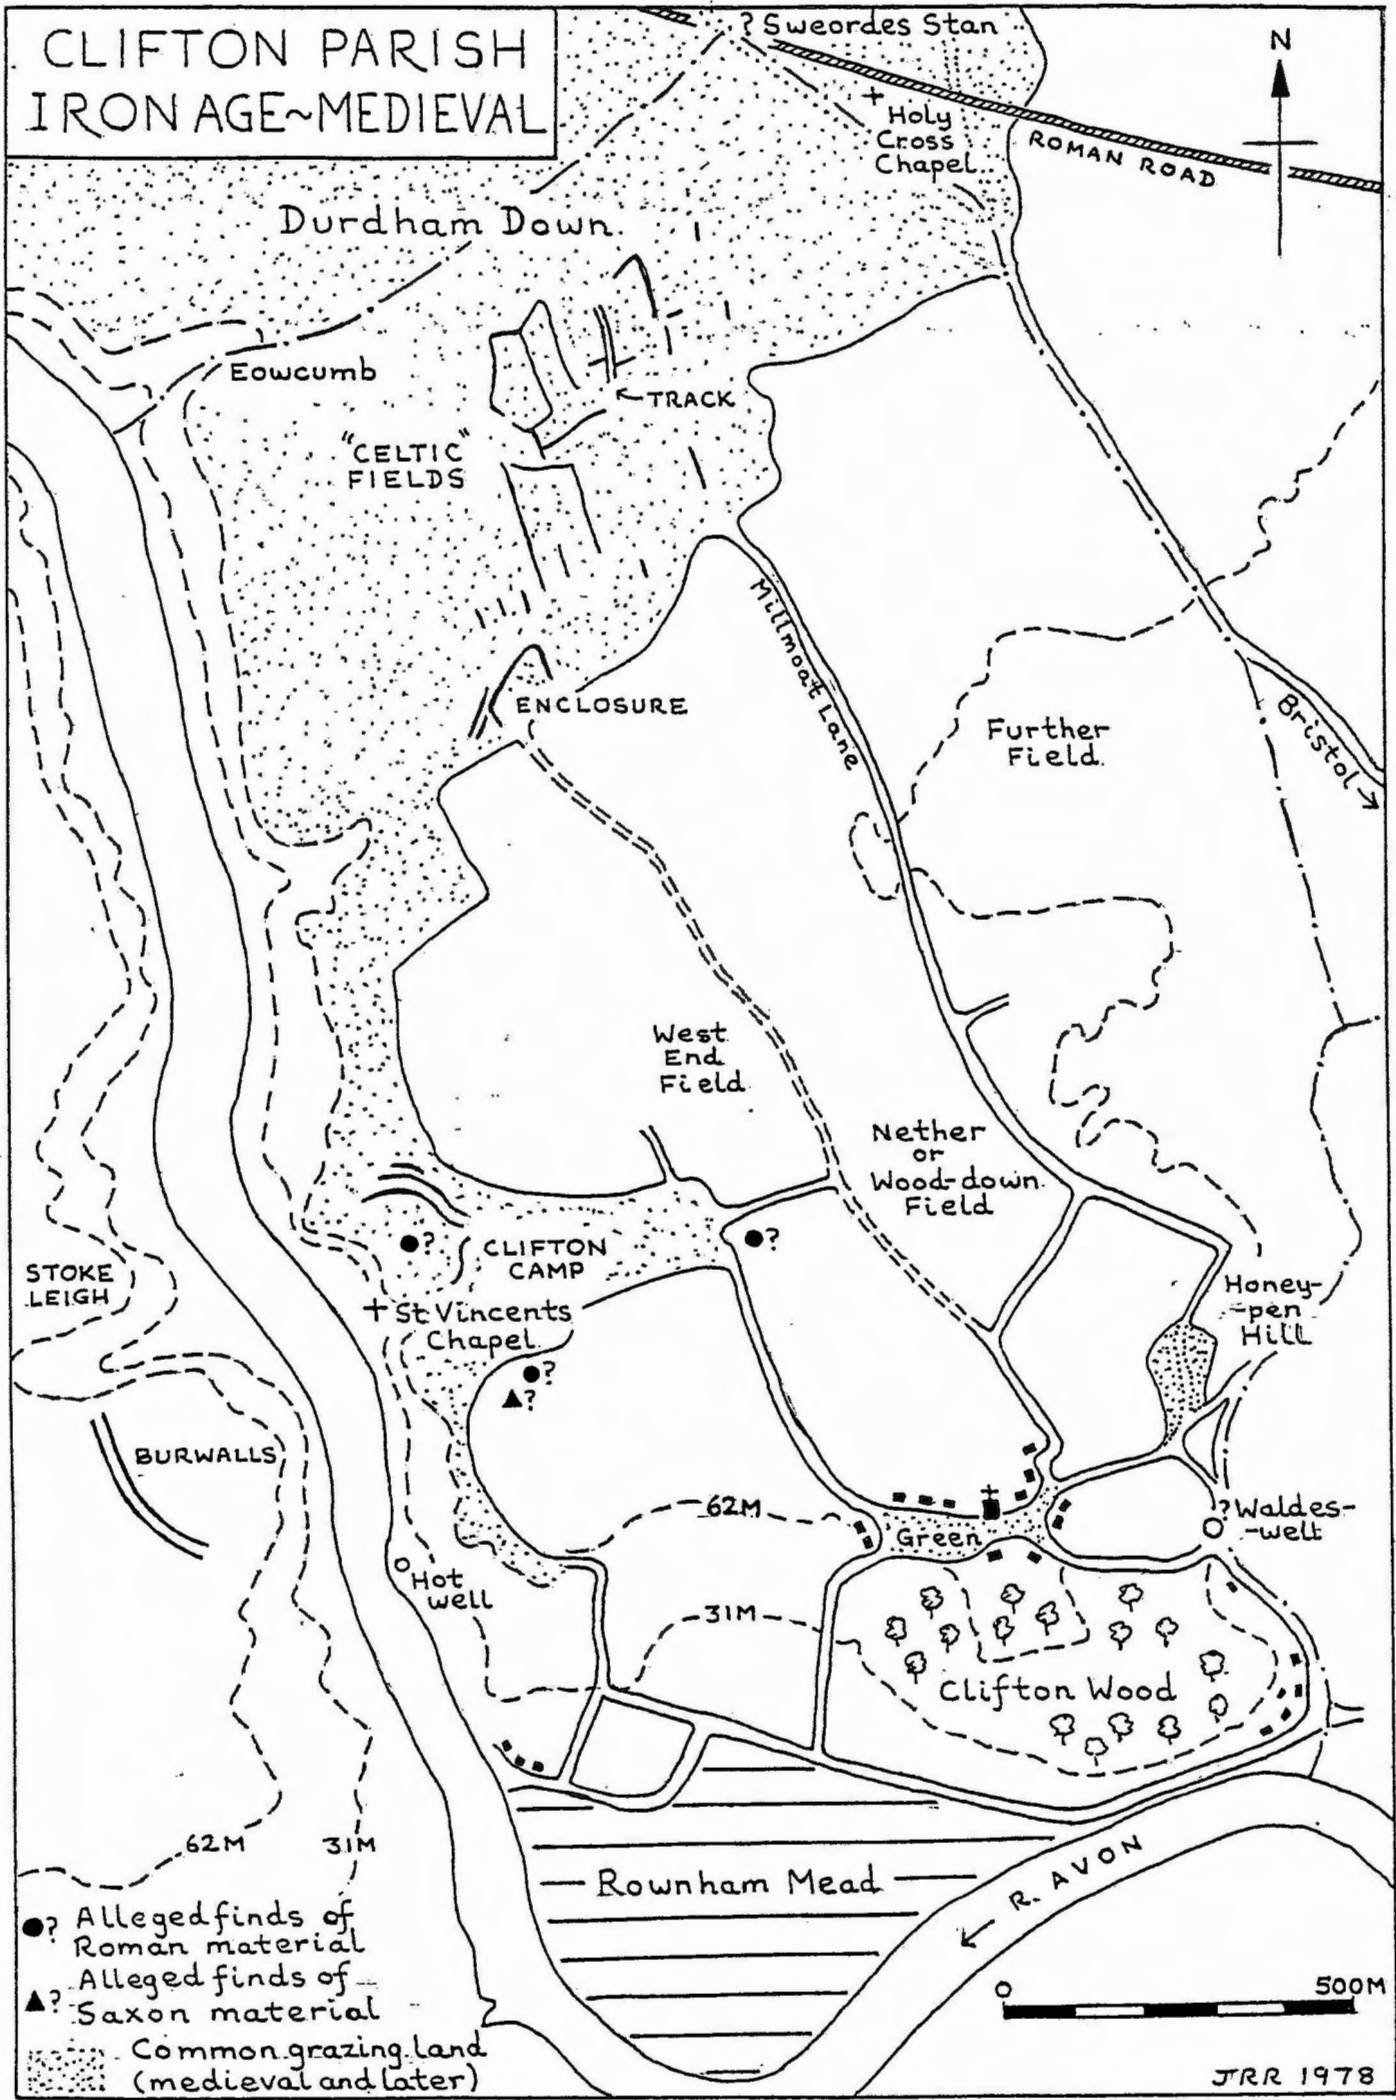 CLIFTON PARISH
IRON AGE~MEDIEVAL
? Sweordes Stan
N
Holy
Cross
Chapel
ROMAN ROAD
Durdham Down
Eowcumb
TRACK
"CELTIC"
FIELDS
Millmoat Lane
ENCLOSURE
Further
Field
Bristol
West
End
Field
Nether
or
Wood-down
Field
?
?
CLIFTON
CAMP
STOKE
LEIGH
Honey-
-pen
Hill
St Vincents
Chapel
?
?
BURWALLS
62M
Green
? Waldes-
-welt
Hot
well
31M
Clifton Wood
62M
31M
Rownham Mead
R. AVON
? Alleged finds of
Roman material
? Alleged finds of
Saxon material
Common grazing land
(medieval and later)
0
500M
JRR 1978